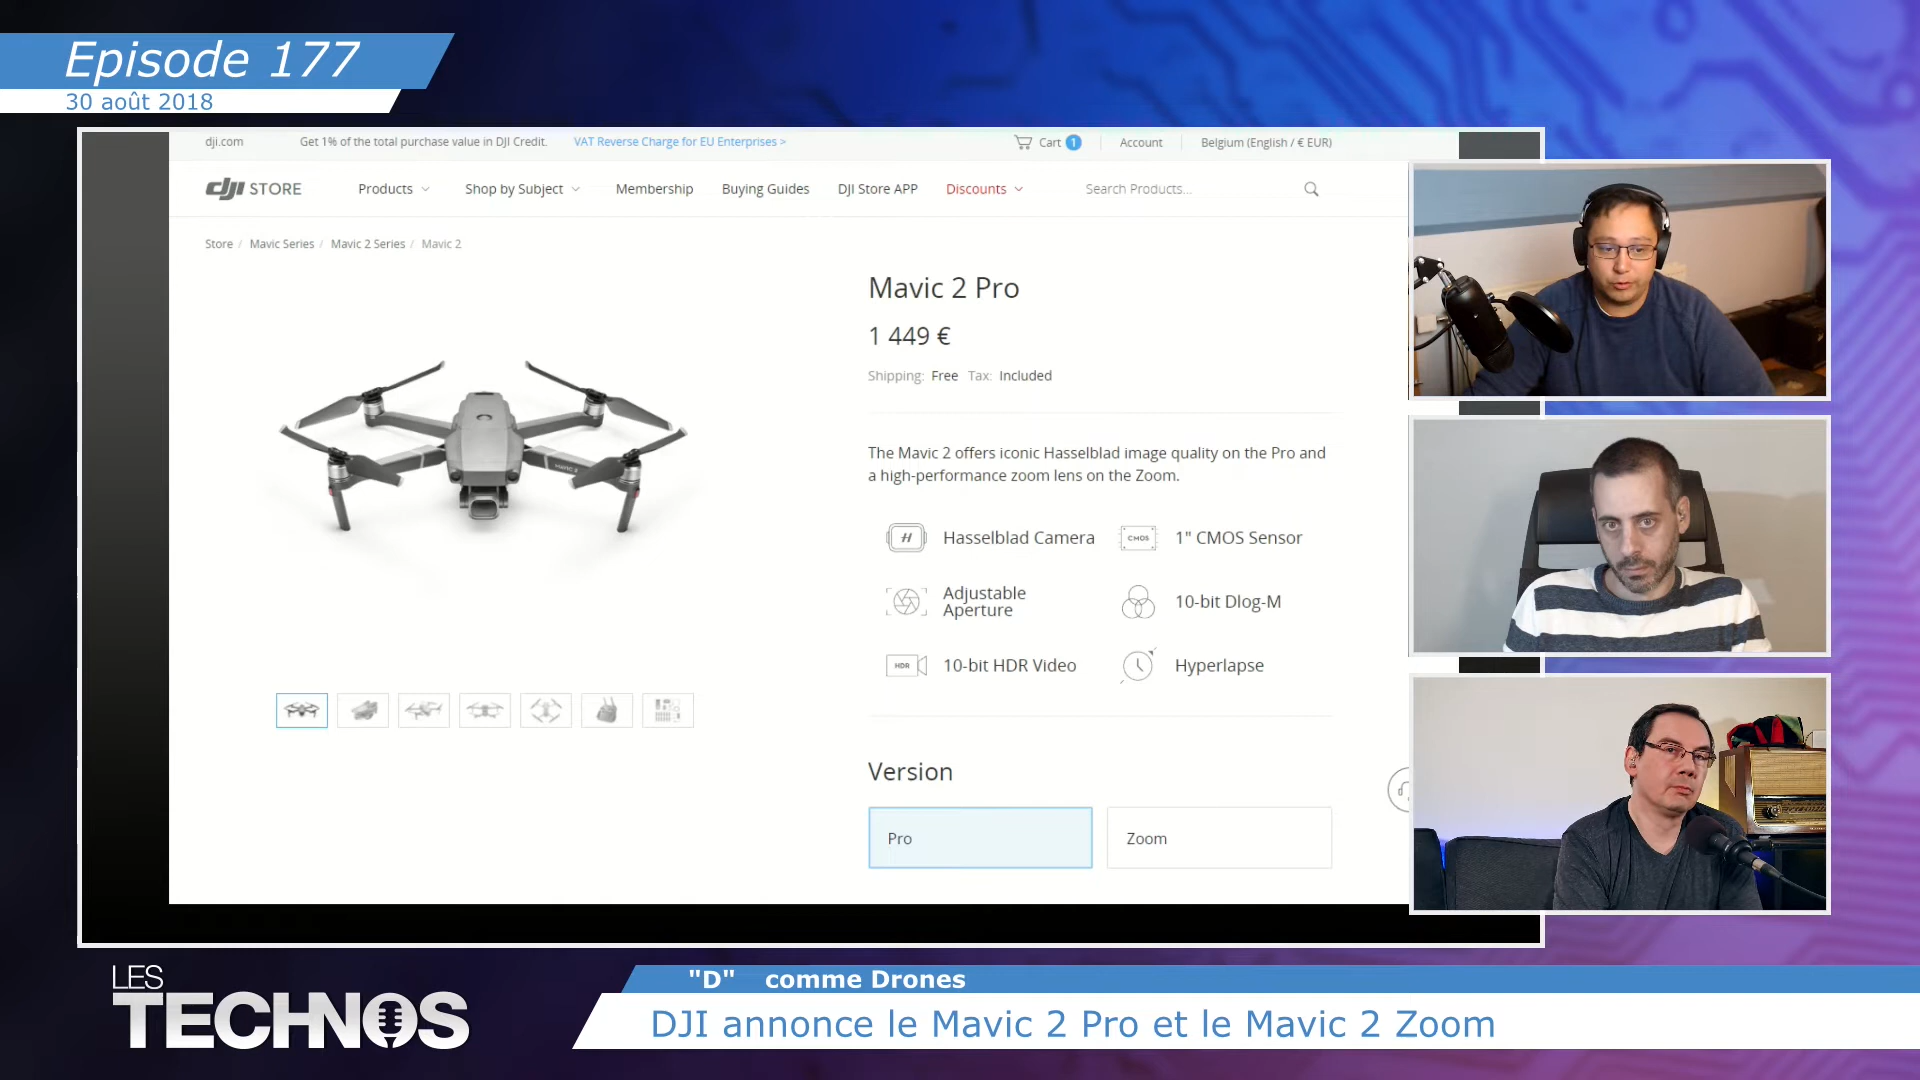 Episode 177
30 août 2018
dji.com Get 1% of the total purchase value in DJI Credit. VAT Reverse Charge for EU Enterprises > Cart 1 Account Belgium (English / € EUR)
dji STORE Products Shop by Subject Membership Buying Guides DJI Store APP Discounts Search Products...
Store / Mavic Series / Mavic 2 Series / Mavic 2
Mavic 2 Pro
1 449 €
Shipping: Free Tax: Included
The Mavic 2 offers iconic Hasselblad image quality on the Pro and
a high-performance zoom lens on the Zoom.
H Hasselblad Camera CMOS 1" CMOS Sensor
Adjustable
Aperture
10-bit Dlog-M
HDR 10-bit HDR Video Hyperlapse
MAVIC 2
Version
Pro Zoom
LES
TECHNOS
"D" comme Drones
DJI annonce le Mavic 2 Pro et le Mavic 2 Zoom